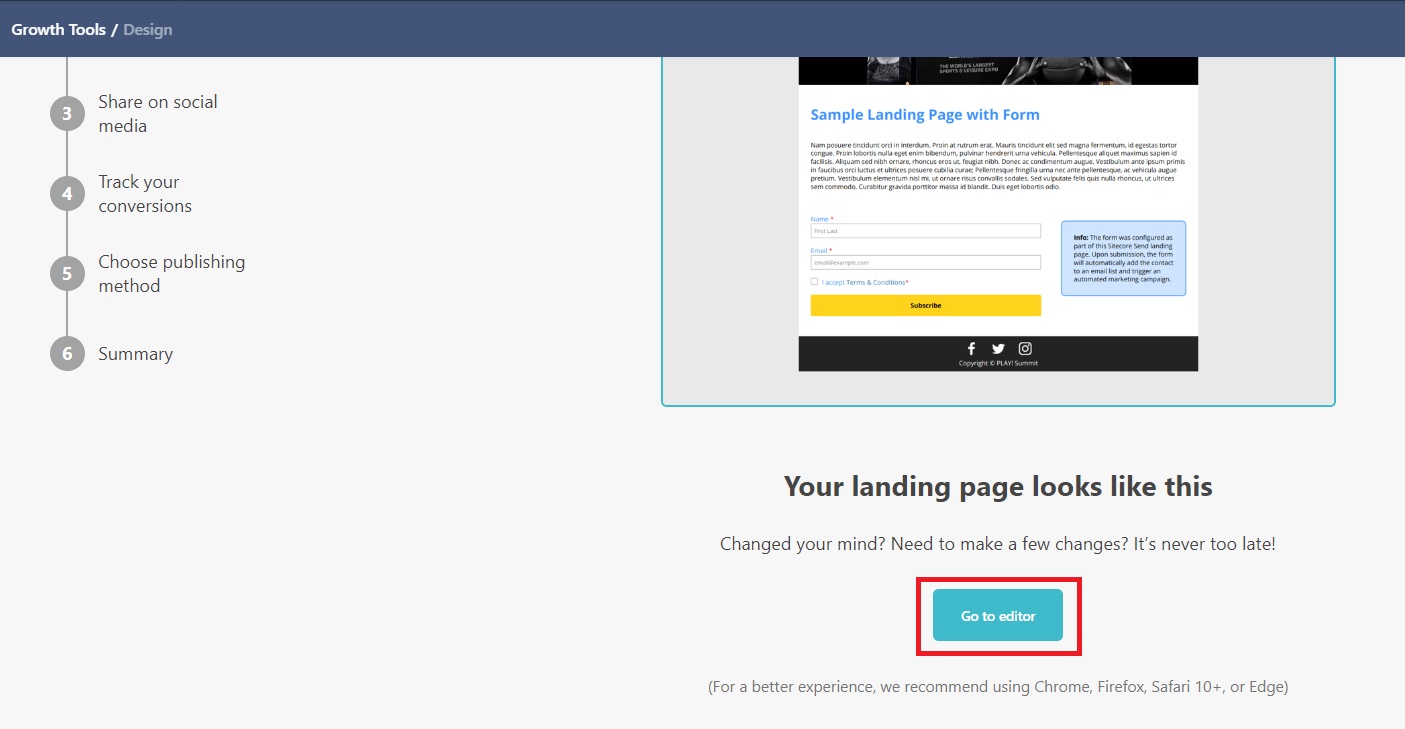 Growth Tools / Design
3
Share on social
media
4
Track your
conversions
5
Choose publishing
method
6
Summary
THE WORLD'S LARGEST
SPORTS & LEISURE EXPO
Sample Landing Page with Form
Nam posuere tincidunt orci in interdum. Proin at rutrum erat. Mauris tincidunt elit sed magna fermentum, id egestas tortor
congue. Proin lobortis nulla eget enim bibendum, pulvinar hendrerit urna vehicula. Pellentesque aliquet maximus sapien id
facilisis. Aliquam sed nibh ornare, rhoncus eros ut, feugiat nibh. Donec ac condimentum augue. Vestibulum ante ipsum primis
in faucibus orci luctus et ultrices posuere cubilia curae; Pellentesque fringilla urna nec ante pellentesque, ac vehicula augue
pretium. Vestibulum elementum nisl mi, ut ornare risus convallis sodales. Sed vulputate felis quis nulla rhoncus, ut ultrices
sem commodo. Curabitur gravida porttitor massa id blandit. Duis eget lobortis odio.
Name *
First Last
Email *
email@example.com
I accept Terms & Conditions*
Subscribe
Info: The form was configured as
part of this Sitecore Send landing
page. Upon submission, the form
will automatically add the contact
to an email list and trigger an
automated marketing campaign.
Copyright © PLAY! Summit
Your landing page looks like this
Changed your mind? Need to make a few changes? It's never too late!
Go to editor
(For a better experience, we recommend using Chrome, Firefox, Safari 10+, or Edge)